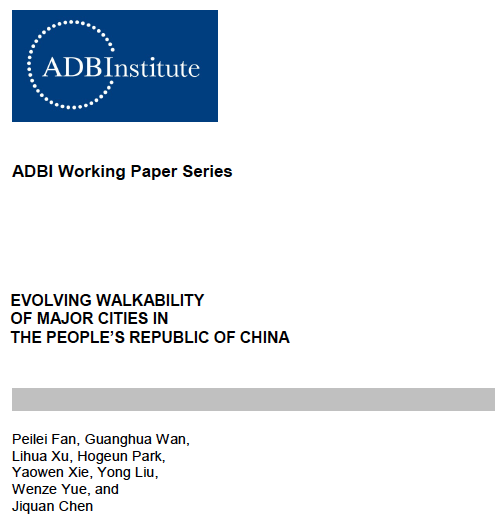 ADBInstitute
ADBI Working Paper Series
EVOLVING WALKABILITY
OF MAJOR CITIES IN
THE PEOPLE'S REPUBLIC OF CHINA
Peilei Fan, Guanghua Wan,
Lihua Xu, Hogeun Park,
Yaowen Xie, Yong Liu,
Wenze Yue, and
Jiquan Chen